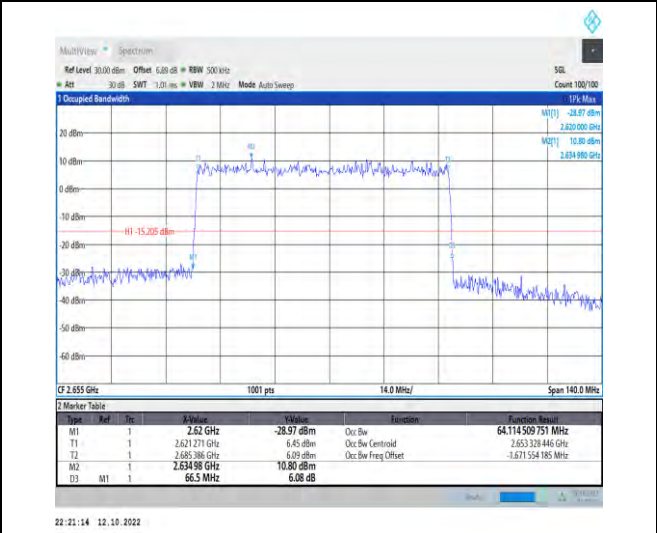 MultiView Spectrum
Ref Level 30.00 dBm Offset 6.89 dB RBW 500 kHz SGL
Att 30 dB SWT 1.01 ms VBW 2 MHz Mode Auto Sweep Count 100/100
1 Occupied Bandwidth 1Pk Max
M1[1] -28.97 dBm
2.620 000 GHz
M2[1] 10.80 dBm
2.634 980 GHz
20 dBm
M2
T1
10 dBm
0 dBm
-10 dBm
H1 -15.205 dBm
-20 dBm
M1
-30 dBm
-40 dBm
-50 dBm
-60 dBm
CF 2.655 GHz 1001 pts 14.0 MHz/ Span 140.0 MHz
2 Marker Table
Type Ref Trc X-Value Y-Value Function Function Result
M1 1 2.62 GHz -28.97 dBm Occ Bw 64.114 509 751 MHz
T1 1 2.621 271 GHz 6.45 dBm Occ Bw Centroid 2.653 328 446 GHz
T2 1 2.685 386 GHz 6.09 dBm Occ Bw Freq Offset -1.671 554 185 MHz
M2 1 2.634 98 GHz 10.80 dBm
D3 M1 1 66.5 MHz 6.08 dB
22:21:14 12.10.2022